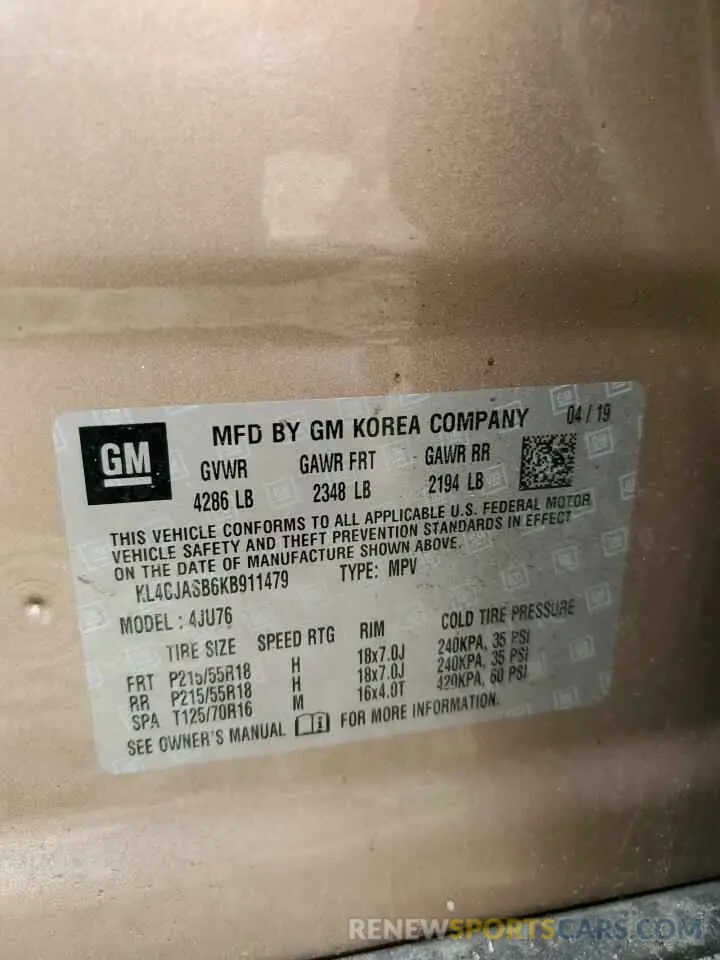 GM
MFD BY GM KOREA COMPANY 04 / 19
GVWR GAWR FRT GAWR RR
4286 LB 2348 LB 2194 LB
THIS VEHICLE CONFORMS TO ALL APPLICABLE U.S. FEDERAL MOTOR
VEHICLE SAFETY AND THEFT PREVENTION STANDARDS IN EFFECT
ON THE DATE OF MANUFACTURE SHOWN ABOVE.
KL4CJASB6KB911479 TYPE: MPV
MODEL : 4JU76
TIRE SIZE SPEED RTG RIM COLD TIRE PRESSURE
FRT P215/55R18 H 18x7.0J 240KPA, 35 PSI
RR P215/55R18 H 18x7.0J 240KPA, 35 PSI
SPA T125/70R16 M 16x4.0T 420KPA, 60 PSI
SEE OWNER'S MANUAL FOR MORE INFORMATION.
RENEWSPORTSCARS.COM